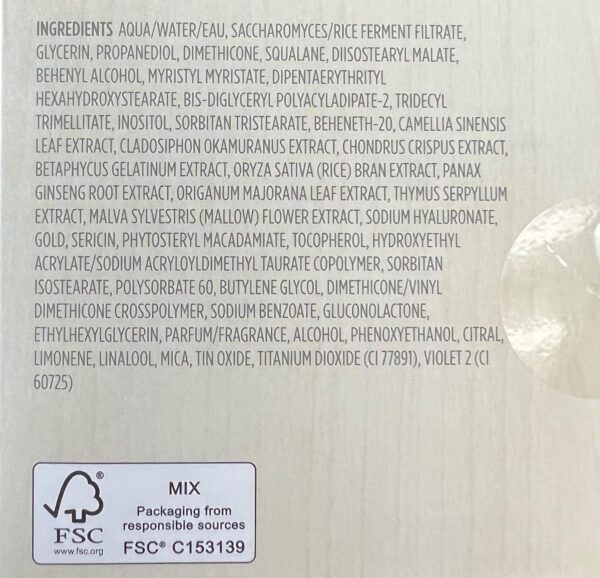 INGREDIENTS AQUA/WATER/EAU, SACCHAROMYCES/RICE FERMENT FILTRATE,
GLYCERIN, PROPANEDIOL, DIMETHICONE, SQUALANE, DIISOSTEARYL MALATE,
BEHENYL ALCOHOL, MYRISTYL MYRISTATE, DIPENTAERYTHRITYL
HEXAHYDROXYSTEARATE, BIS-DIGLYCERYL POLYACYLADIPATE-2, TRIDECYL
TRIMELLITATE, INOSITOL, SORBITAN TRISTEARATE, BEHENETH-20, CAMELLIA SINENSIS
LEAF EXTRACT, CLADOSIPHON OKAMURANUS EXTRACT, CHONDRUS CRISPUS EXTRACT,
BETAPHYCUS GELATINUM EXTRACT, ORYZA SATIVA (RICE) BRAN EXTRACT, PANAX
GINSENG ROOT EXTRACT, ORIGANUM MAJORANA LEAF EXTRACT, THYMUS SERPYLLUM
EXTRACT, MALVA SYLVESTRIS (MALLOW) FLOWER EXTRACT, SODIUM HYALURONATE,
GOLD, SERICIN, PHYTOSTERYL MACADAMIATE, TOCOPHEROL, HYDROXYETHYL
ACRYLATE/SODIUM ACRYLOYLDIMETHYL TAURATE COPOLYMER, SORBITAN
ISOSTEARATE, POLYSORBATE 60, BUTYLENE GLYCOL, DIMETHICONE/VINYL
DIMETHICONE CROSSPOLYMER, SODIUM BENZOATE, GLUCONOLACTONE,
ETHYLHEXYLGLYCERIN, PARFUM/FRAGRANCE, ALCOHOL, PHENOXYETHANOL, CITRAL,
LIMONENE, LINALOOL, MICA, TIN OXIDE, TITANIUM DIOXIDE (CI 77891), VIOLET 2 (CI
60725)
MIX
Packaging from
responsible sources
FSC® C153139
®
FSC
www.fsc.org